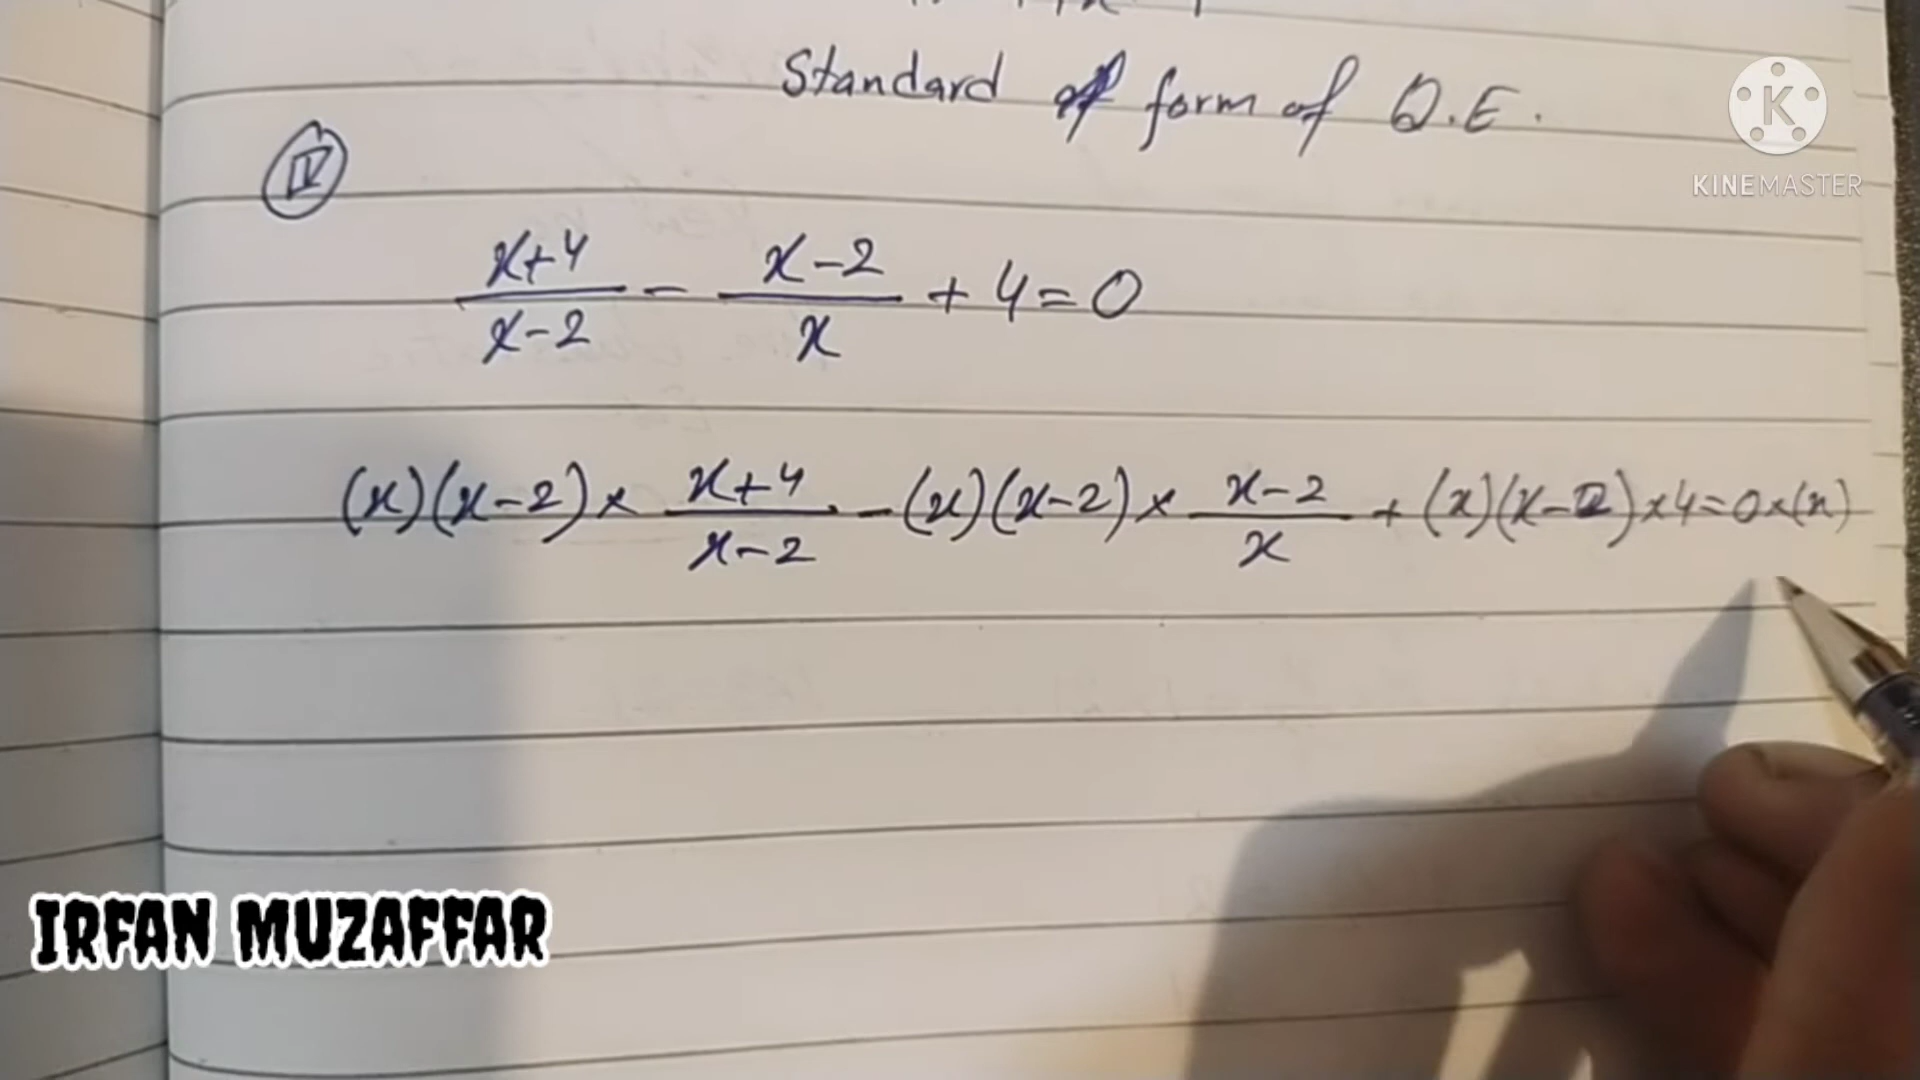 Standard of form of Q.E.
K
KINEMASTER
IV
x+4/x-2 - x-2/x + 4=0
(x)(x-2)× x+4/x-2 -(x)(x-2)× x-2/x +(x)(x-2)×4=0×(x)
IRFAN MUZAFFAR